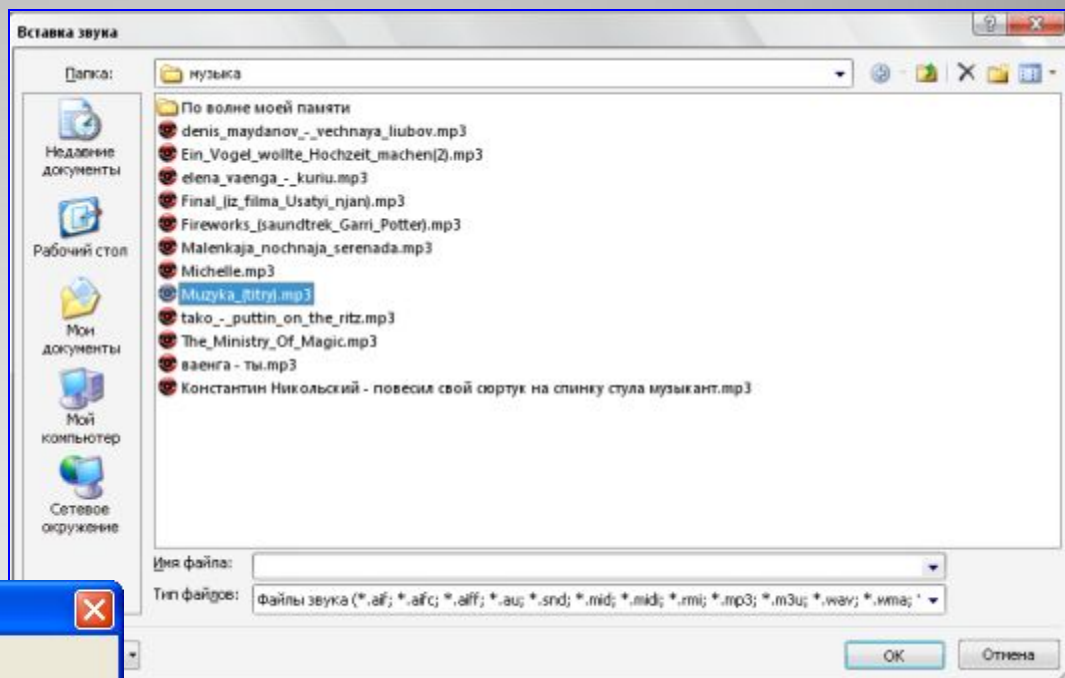 Вставка звука
Папка:
музыка
Недавние
документы
Рабочий стол
Мои
документы
Мой
компьютер
Сетевое
окружение
По волне моей памяти
denis_maydanov_-_vechnaya_liubov.mp3
Ein_Vogel_wollte_Hochzeit_machen(2).mp3
elena_vaenga_-_kuriu.mp3
Final_(iz_filma_Usatyi_njan).mp3
Fireworks_(saundtrek_Garri_Potter).mp3
Malenkaja_nochnaja_serenada.mp3
Michelle.mp3
Muzyka_(titry).mp3
tako_-_puttin_on_the_ritz.mp3
The_Ministry_Of_Magic.mp3
ваенга - ты.mp3
Константин Никольский - повесил свой сюртук на спинку стула музыкант.mp3
Имя файла:
Тип файлов:
Файлы звука (*.aif; *.aifc; *.aiff; *.au; *.snd; *.mid; *.midi; *.rmi; *.mp3; *.m3u; *.wav; *.wma; *
ОК
Отмена